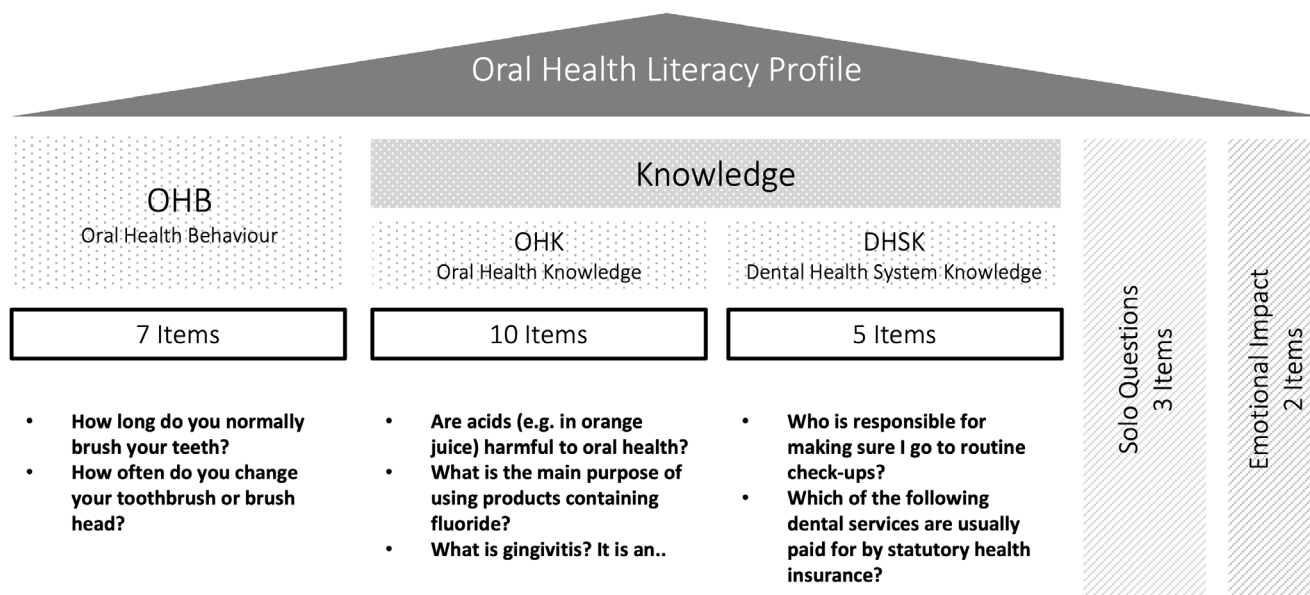 Oral Health Literacy Profile
OHB
Oral Health Behaviour
Knowledge
OHK
Oral Health Knowledge
DHSK
Dental Health System Knowledge
7 Items
10 Items
5 Items
• How long do you normally
brush your teeth?
• How often do you change
your toothbrush or brush
head?
• Are acids (e.g. in orange
juice) harmful to oral health?
• What is the main purpose of
using products containing
fluoride?
• What is gingivitis? It is an..
• Who is responsible for
making sure I go to routine
check-ups?
• Which of the following
dental services are usually
paid for by statutory health
insurance?
Solo Questions
3 Items
Emotional Impact
2 Items